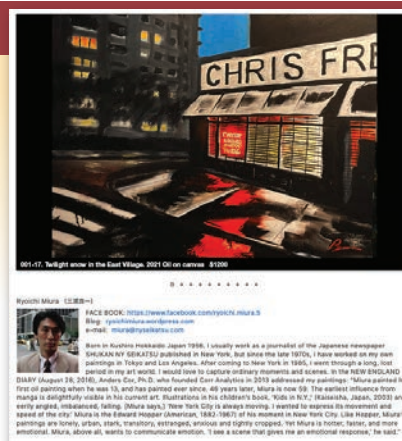 CHRIS FRE
001-17. Twilight snow in the East Village. 2021 Oil on canvas $1200
Ryoichi Miura (三浦良一)
FACE BOOK: https://www.facebook.com/ryoichi.miura.5
Blog: ryoichimiura.wordpress.com
e-mail: miura@nyseikatsu.com
Born in Kushiro Hokkaido Japan 1956, I usually work as a journalist of the Japanese newspaper
SHUKAN NY SEIKATSU published in New York, but since the late 1970s, I have worked on my own
paintings in Tokyo and Los Angeles. After coming to New York in 1985, I went through a long, lost
period in my art world. I would love to capture ordinary moments and scenes. In the NEW ENGLAND
DIARY (August 28, 2016), Anders Cor, Ph.D. who founded Corr Analytics in 2013 addressed my paintings: "Miura painted h
first oil painting when he was 13, and has painted ever since. 46 years later, Miura is now 59. The earliest influence from
manga is delightfully visible in his current art. Illustrations in his children's book, 'Kids in N.Y.,' (Kaiseisha, Japan, 2003) an
eerily angled, imbalanced, falling. [Miura says,] 'New York City is always moving. I wanted to express its movement and
speed of the city.' Miura is the Edward Hopper (American, 1882-1967) of his moment in New York City. Like Hopper, Miura'
paintings are lonely, urban, stark, transitory, estranged, anxious and tightly cropped. Yet Miura is hotter, faster, and more
emotional. Miura, above all, wants to communicate emotion. 'I see a scene that gives me an emotional response,' he said."